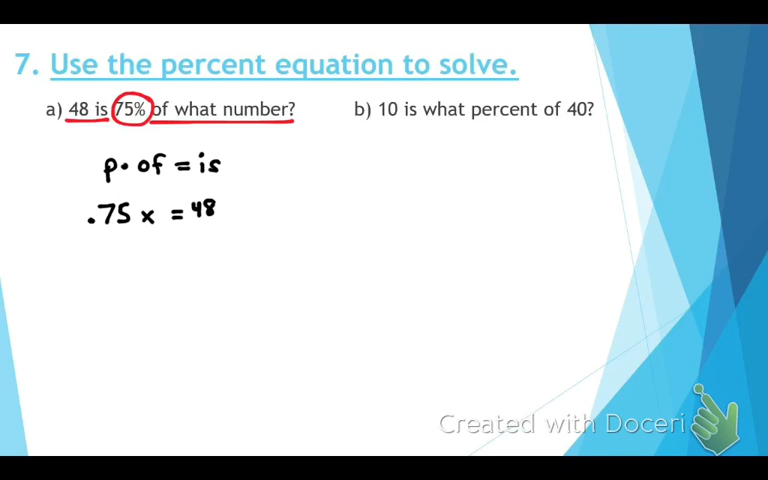 7. Use the percent equation to solve.
a) 48 is 75% of what number?
b) 10 is what percent of 40?
p. of = is
.75 x = 48
Created with Doceri